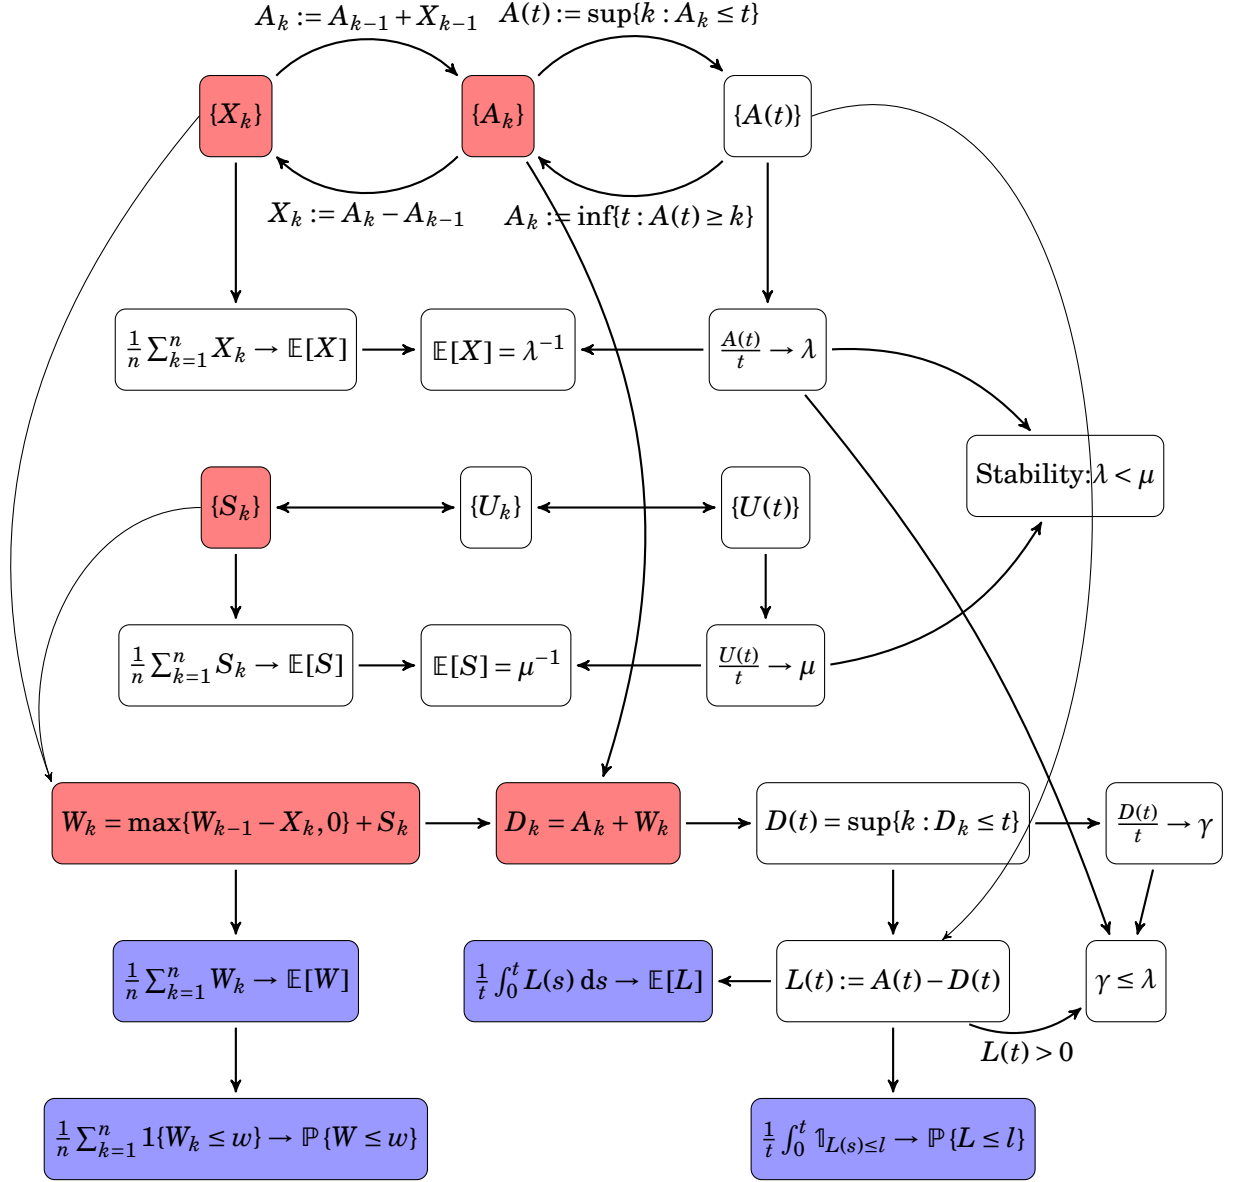 A_k := A_{k−1} + X_{k−1}
A(t) := sup{k : A_k ≤ t}
{X_k}
{A_k}
{A(t)}
X_k := A_k − A_{k−1}
A_k := inf{t : A(t) ≥ k}
1/n ∑_{k=1}^n X_k → 𝔼[X]
𝔼[X] = λ^{−1}
A(t)/t → λ
Stability: λ < μ
{S_k}
{U_k}
{U(t)}
1/n ∑_{k=1}^n S_k → 𝔼[S]
𝔼[S] = μ^{−1}
U(t)/t → μ
W_k = max{W_{k−1} − X_k, 0} + S_k
D_k = A_k + W_k
D(t) = sup{k : D_k ≤ t}
D(t)/t → γ
1/n ∑_{k=1}^n W_k → 𝔼[W]
1/t ∫_0^t L(s) ds → 𝔼[L]
L(t) := A(t) − D(t)
γ ≤ λ
L(t) > 0
1/n ∑_{k=1}^n 1{W_k ≤ w} → ℙ{W ≤ w}
1/t ∫_0^t 𝟙_{L(s)≤l} → ℙ{L ≤ l}